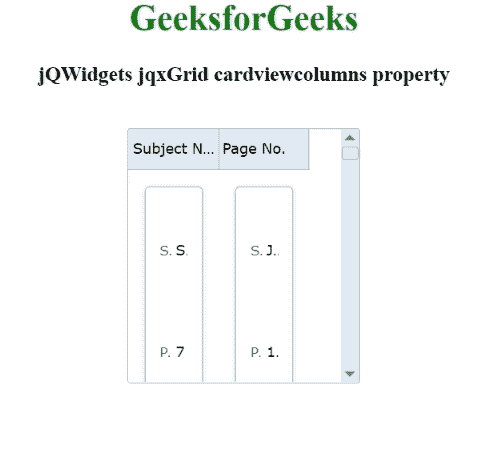 GeeksforGeeks
jQWidgets jqxGrid cardviewcolumns property
Subject N... Page No.
S. S. S. J..
P. 7 P. 1.